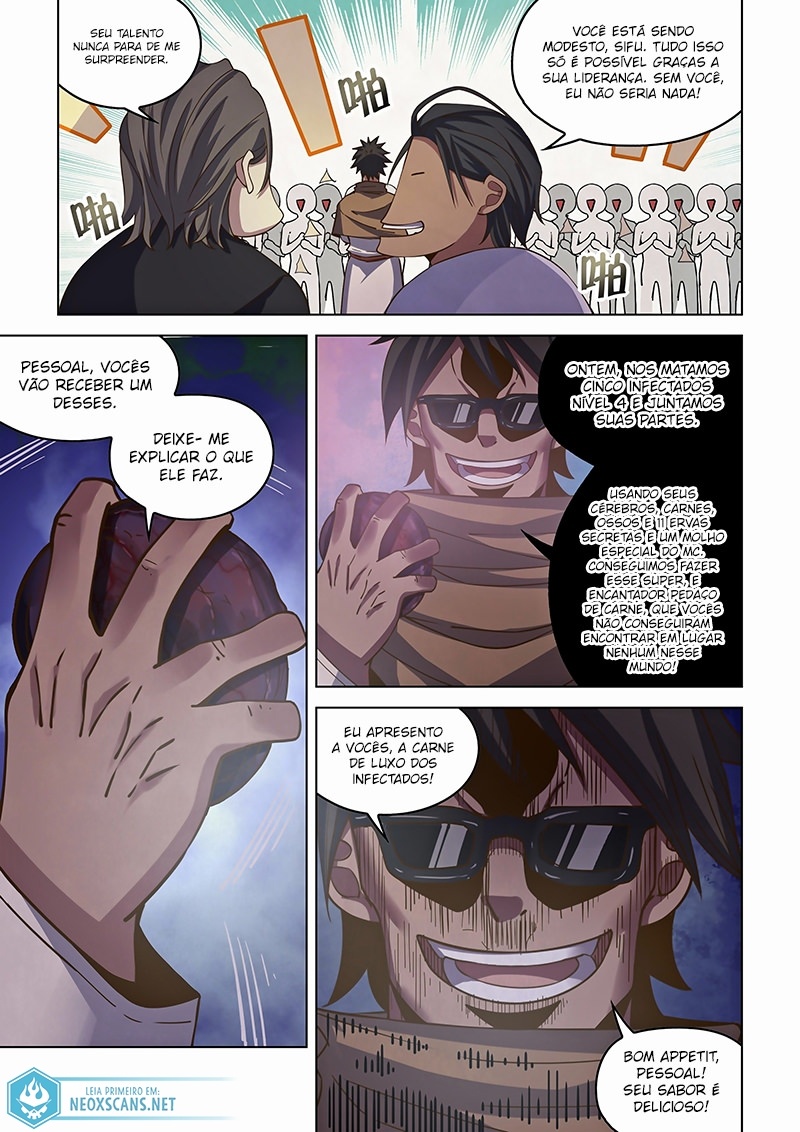 SEU TALENTO
NUNCA PARA DE ME
SURPREENDER.
VOCÊ ESTÁ SENDO
MODESTO, SIFU. TUDO ISSO
SÓ É POSSÍVEL GRAÇAS A
SUA LIDERANÇA. SEM VOCÊ,
EU NÃO SERIA NADA!
啪
啪
啪
PESSOAL, VOCÊS
VÃO RECEBER UM
DESSES.
DEIXE- ME
EXPLICAR O QUE
ELE FAZ.
ONTEM, NOS MATAMOS
CINCO INFECTADOS
NÍVEL 4 E JUNTAMOS
SUAS PARTES.
USANDO SEUS
CÉREBROS, CARNES,
OSSOS E 11 ERVAS
SECRETAS E UM MOLHO
ESPECIAL DO MC.
CONSEGUIMOS FAZER
ESSE SUPER, E
ENCANTADOR PEDAÇO
DE CARNE, QUE VOCÊS
NÃO CONSEGUIRAM
ENCONTRAR EM LUGAR
NENHUM NESSE
MUNDO!
EU APRESENTO
A VOCÊS, A CARNE
DE LUXO DOS
INFECTADOS!
BOM APPETIT,
PESSOAL!
SEU SABOR É
DELICIOSO!
LEIA PRIMEIRO EM:
NEOXSCANS.NET